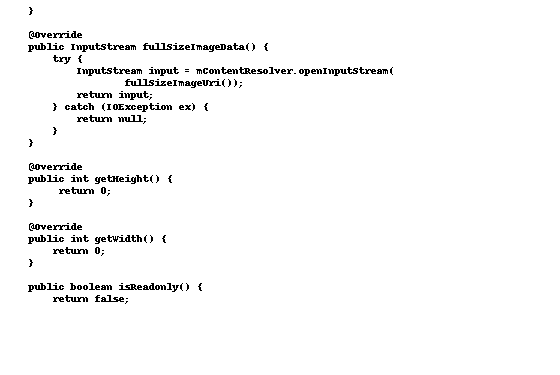 }

@Override
public InputStream fullSizeImageData() {
    try {
        InputStream input = mContentResolver.openInputStream(
                fullSizeImageUri());
        return input;
    } catch (IOException ex) {
        return null;
    }
}

@Override
public int getHeight() {
     return 0;
}

@Override
public int getWidth() {
    return 0;
}

public boolean isReadonly() {
    return false;